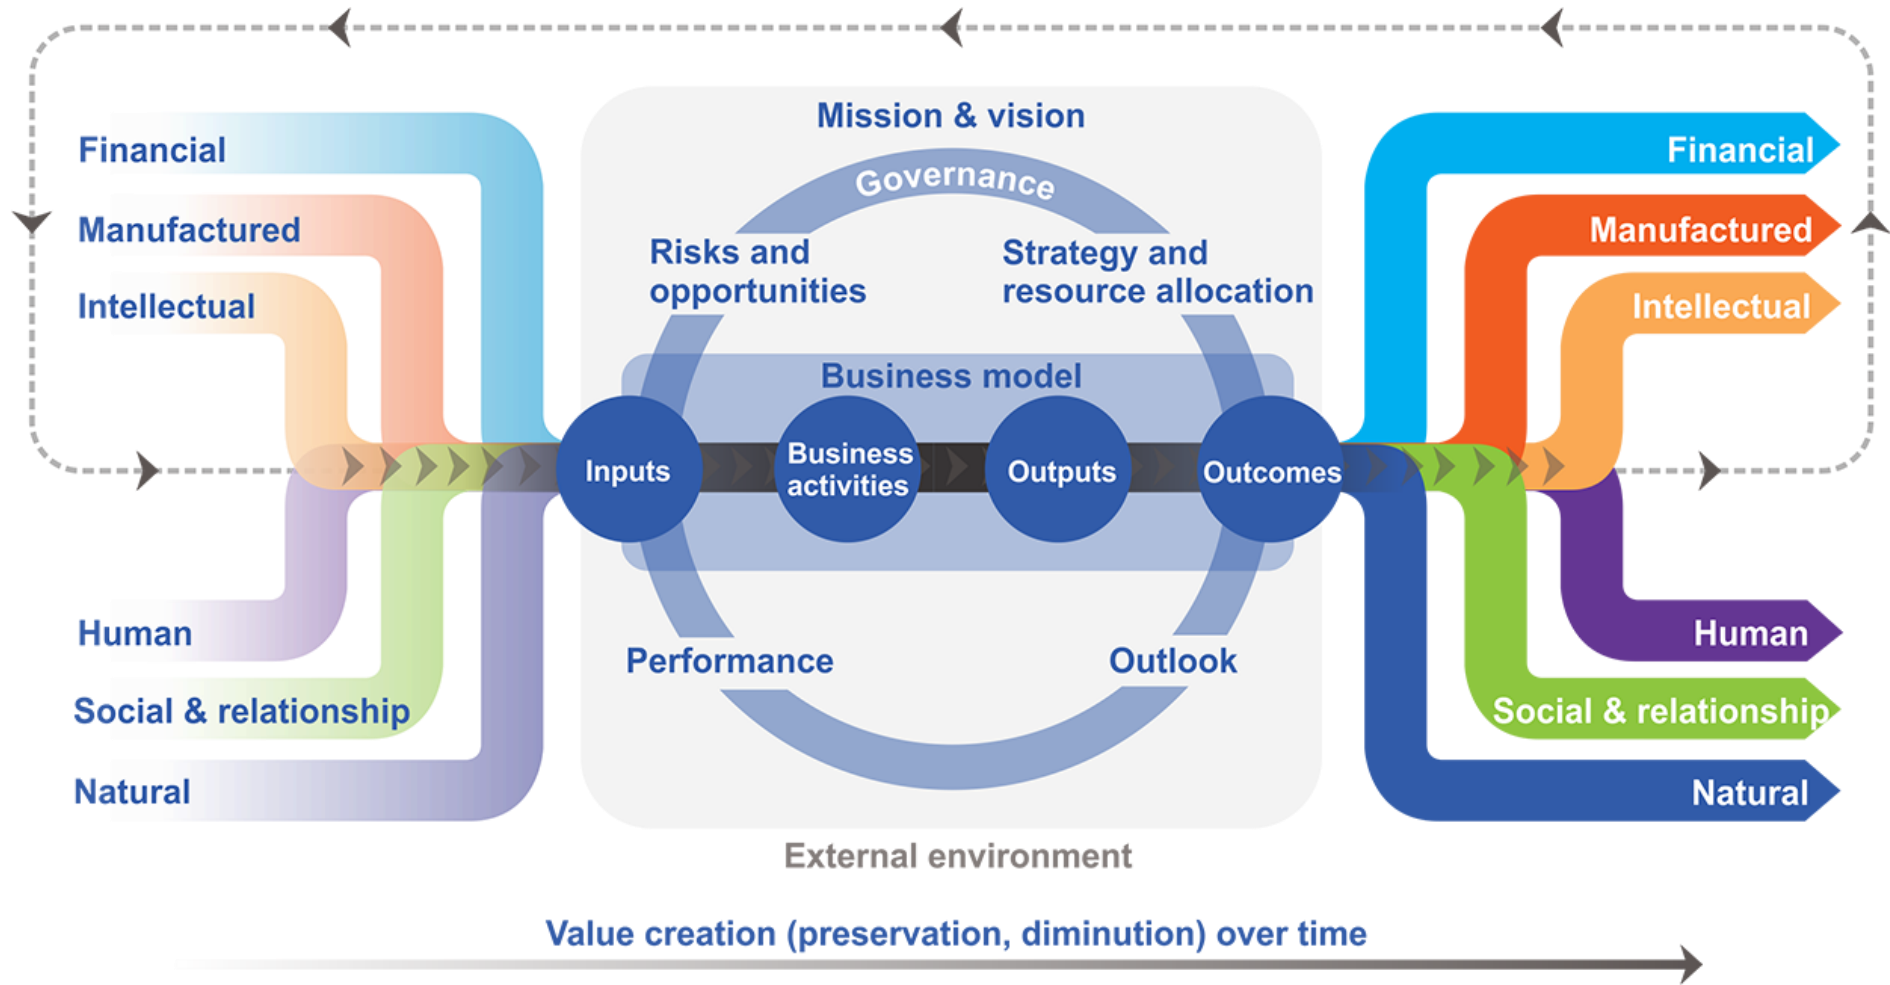 Financial
Manufactured
Intellectual
Human
Social & relationship
Natural
Mission & vision
Governance
Risks and
opportunities
Strategy and
resource allocation
Business model
Inputs
Business
activities
Outputs
Outcomes
Performance
Outlook
External environment
Financial
Manufactured
Intellectual
Human
Social & relationship
Natural
Value creation (preservation, diminution) over time